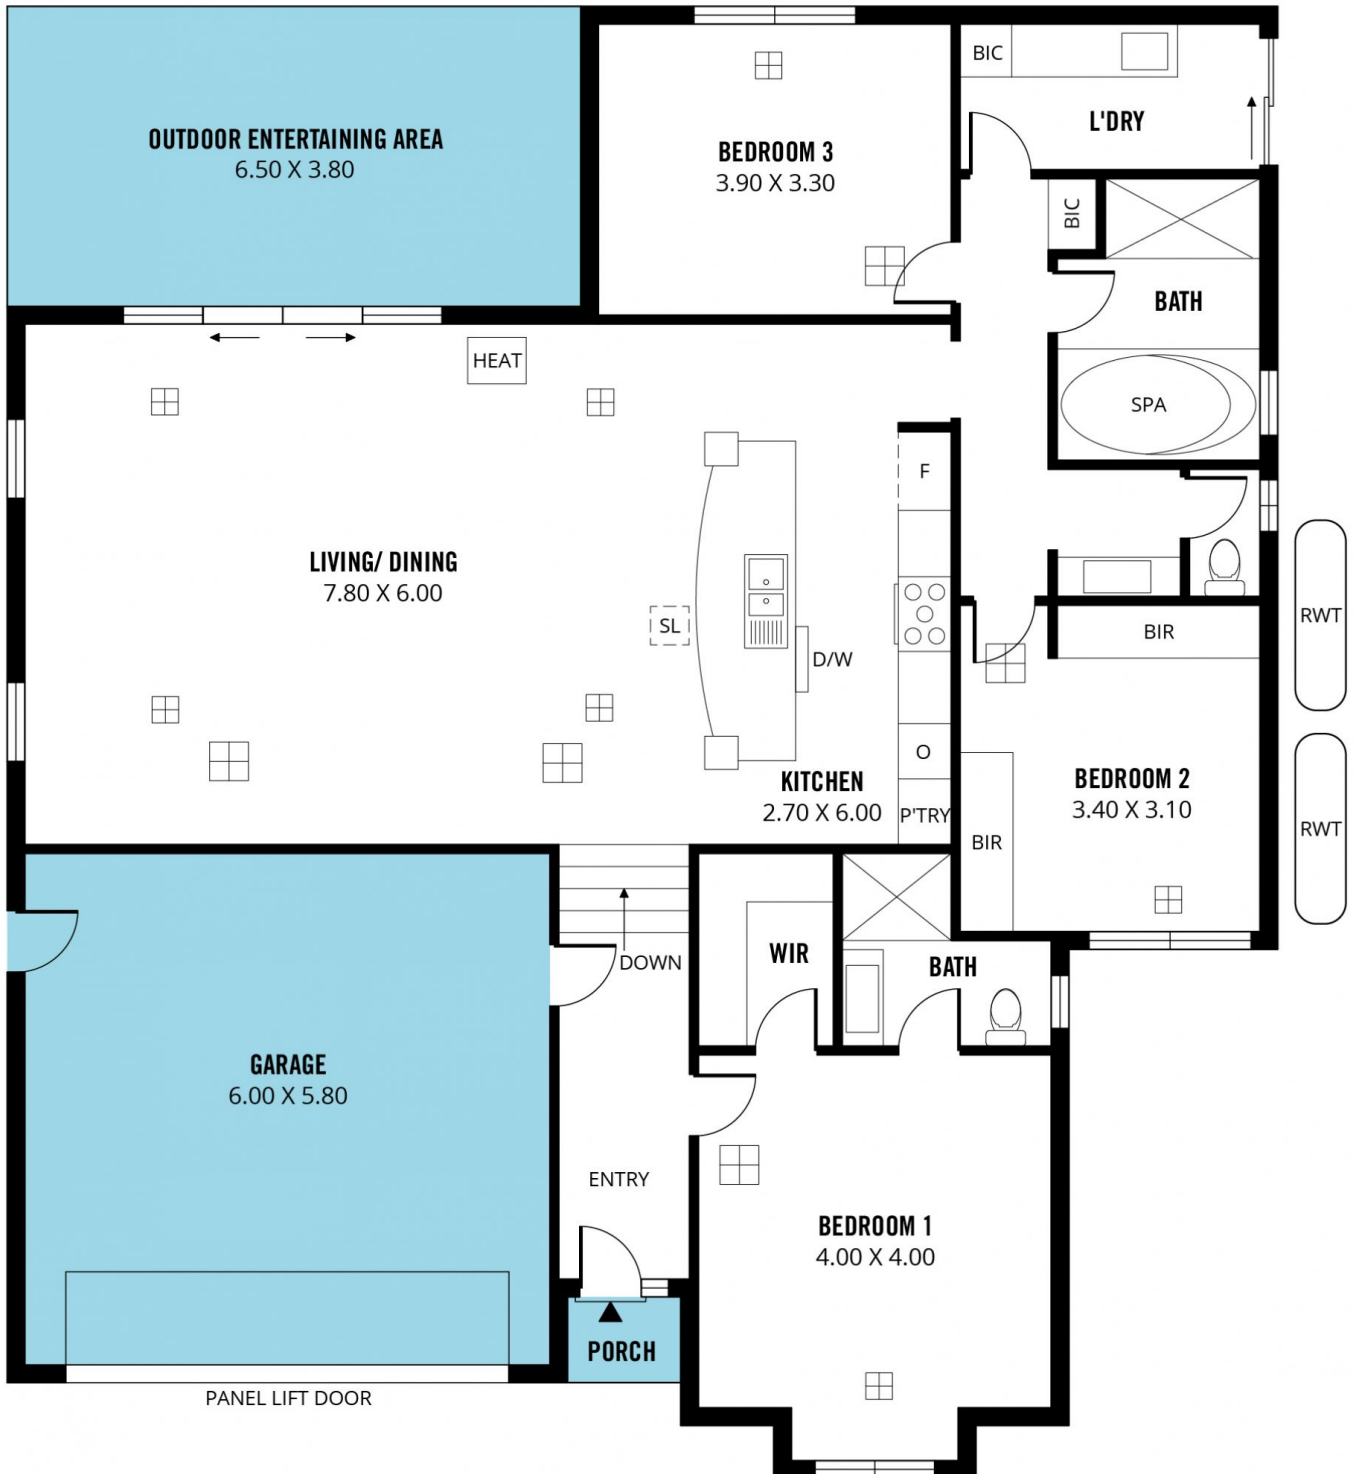 OUTDOOR ENTERTAINING AREA
6.50 X 3.80
BEDROOM 3
3.90 X 3.30
BIC
L'DRY
BIC
BATH
SPA
HEAT
F
LIVING/ DINING
7.80 X 6.00
SL
D/W
O
KITCHEN
2.70 X 6.00
P'TRY
BIR
RWT
BEDROOM 2
3.40 X 3.10
BIR
RWT
WIR
BATH
DOWN
GARAGE
6.00 X 5.80
ENTRY
BEDROOM 1
4.00 X 4.00
PORCH
PANEL LIFT DOOR